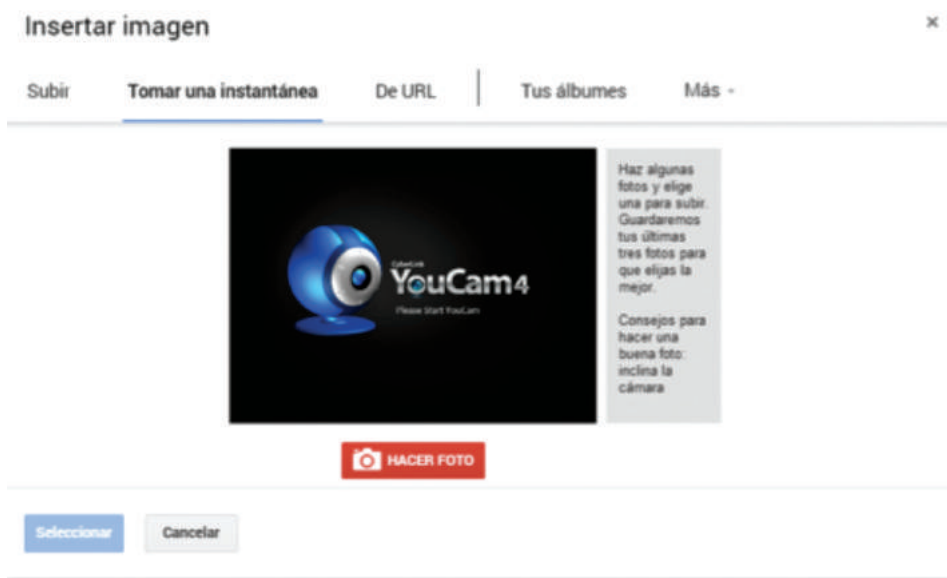 Insertar imagen ×
Subir Tomar una instantánea De URL Tus álbumes Más
Haz algunas
fotos y elige
una para subir.
Guardaremos
tus últimas
tres fotos para
que elijas la
mejor.
Consejos para
hacer una
buena foto:
inclina la
cámara
CyberLink
YouCam4
Please Start YouCam
HACER FOTO
Seleccionar Cancelar